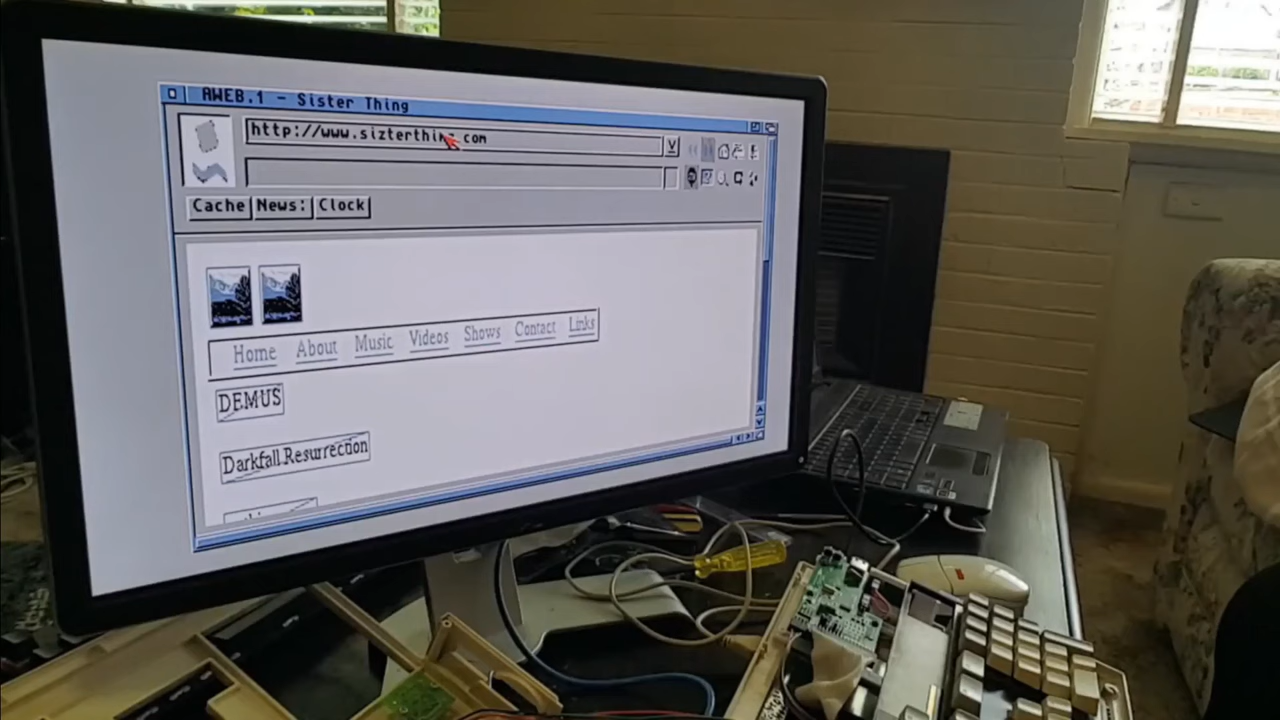 AWEB.1 - Sister Thing
http://www.sizterthing.com
Cache News: Clock
Home About Music Videos Shows Contact Links
DEMUS
Darkfall Resurrection